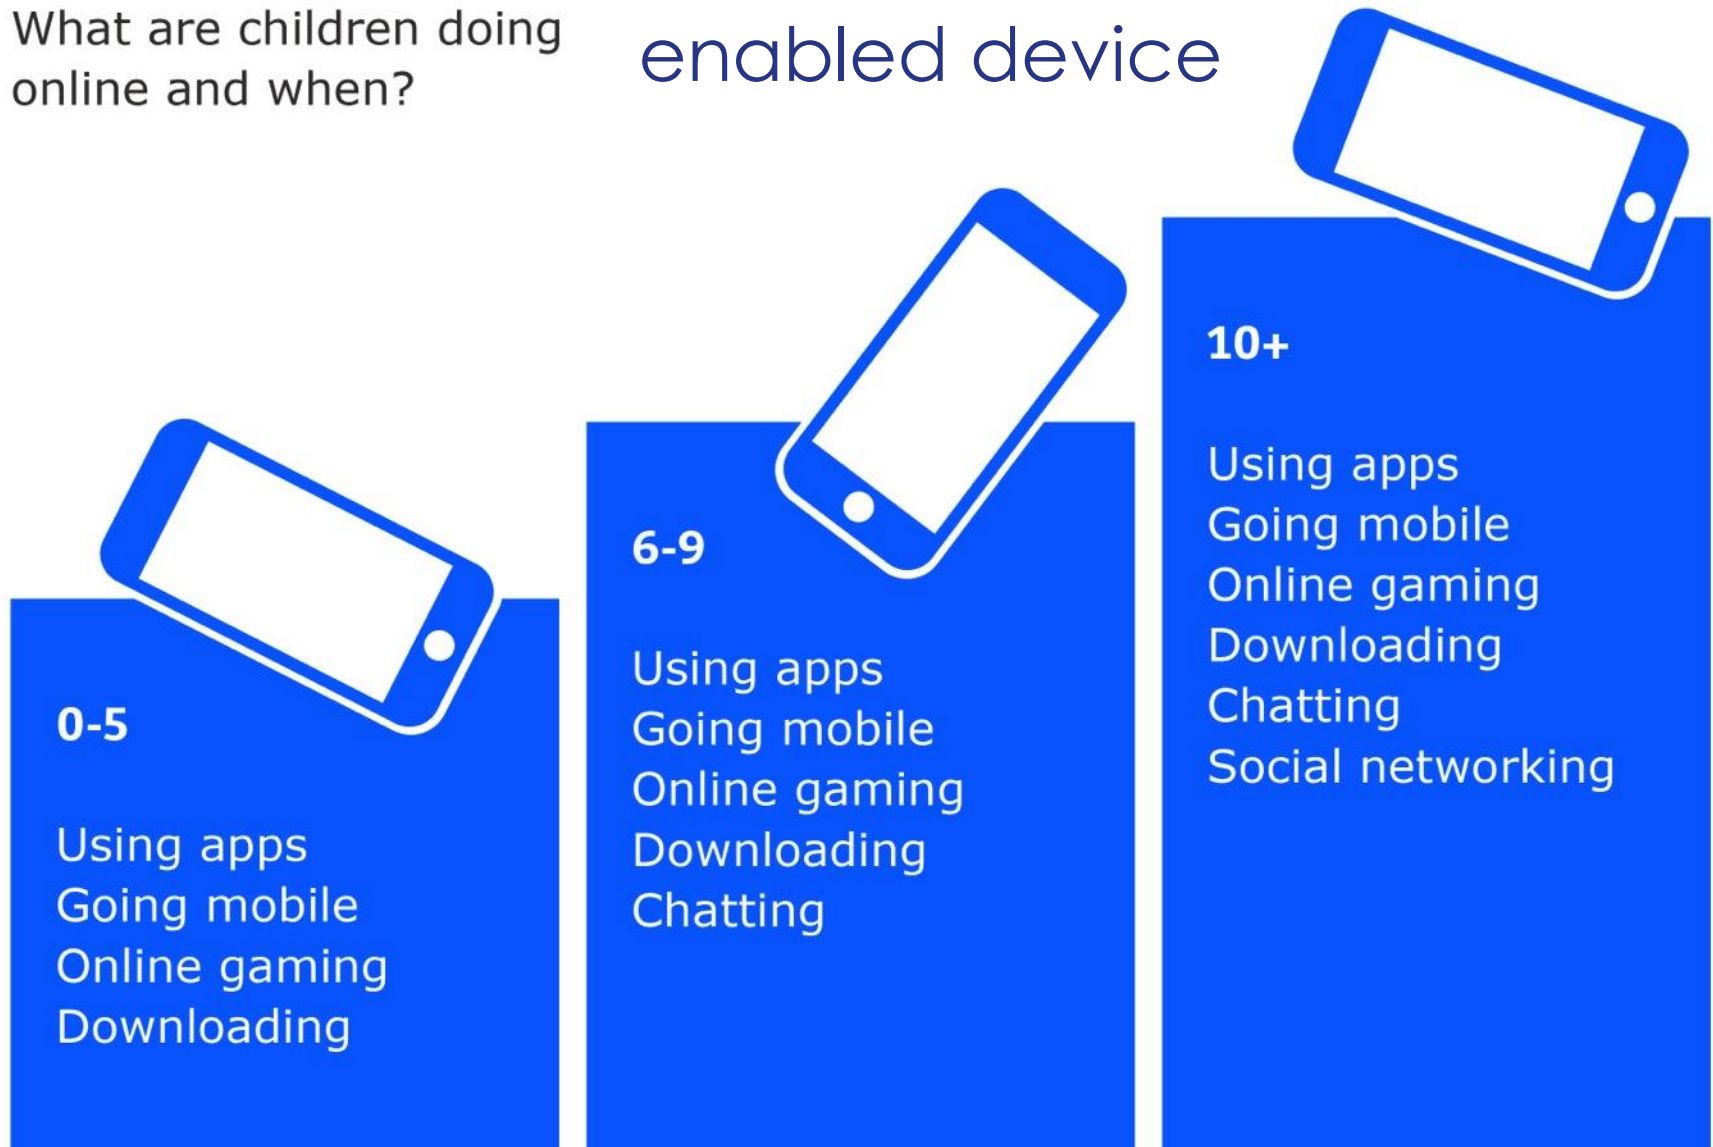 What are children doing
online and when?
enabled device
0-5
Using apps
Going mobile
Online gaming
Downloading
6-9
Using apps
Going mobile
Online gaming
Downloading
Chatting
10+
Using apps
Going mobile
Online gaming
Downloading
Chatting
Social networking